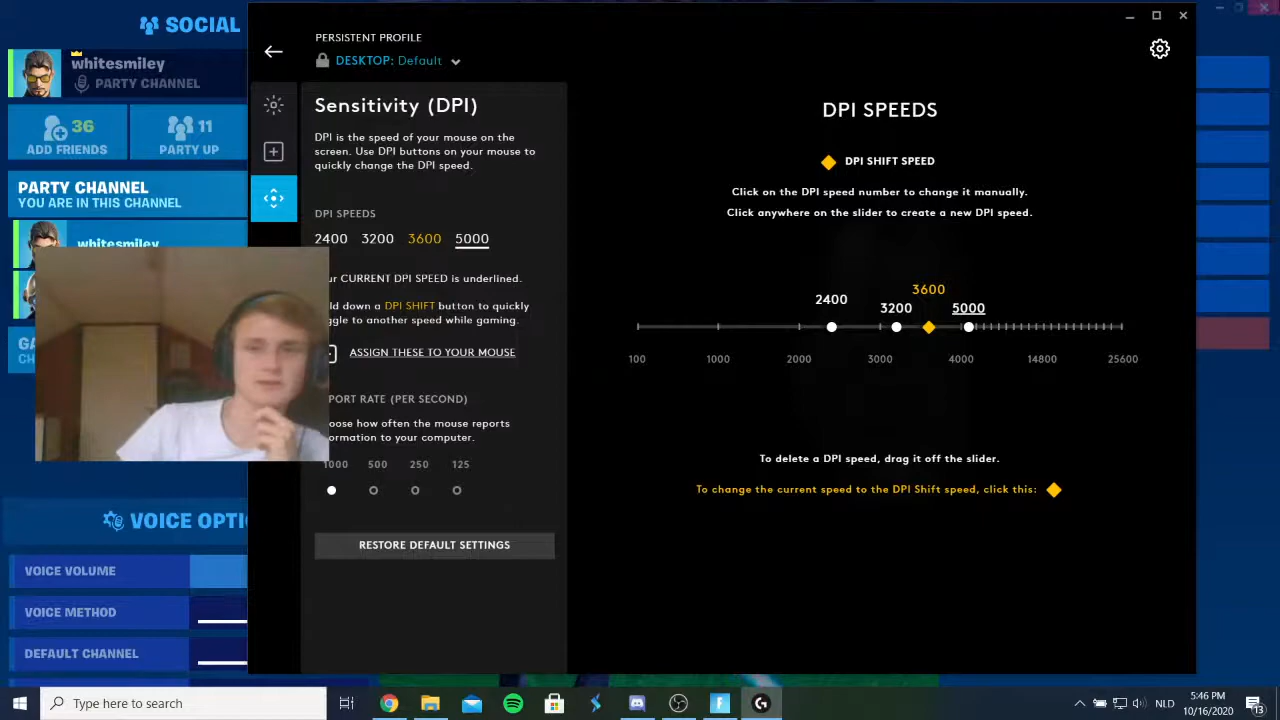 SOCIAL
whitesmiley
PARTY CHANNEL
36
ADD FRIENDS
11
PARTY UP
PARTY CHANNEL
YOU ARE IN THIS CHANNEL
whitesmiley
GA
CH
VOICE OPTI
VOICE VOLUME
VOICE METHOD
DEFAULT CHANNEL
PERSISTENT PROFILE
DESKTOP: Default
Sensitivity (DPI)
DPI is the speed of your mouse on the
screen. Use DPI buttons on your mouse to
quickly change the DPI speed.
DPI SPEEDS
2400 3200 3600 5000
ur CURRENT DPI SPEED is underlined.
ld down a DPI SHIFT button to quickly
ggle to another speed while gaming.
ASSIGN THESE TO YOUR MOUSE
PORT RATE (PER SECOND)
oose how often the mouse reports
ormation to your computer.
1000 500 250 125
RESTORE DEFAULT SETTINGS
DPI SPEEDS
DPI SHIFT SPEED
Click on the DPI speed number to change it manually.
Click anywhere on the slider to create a new DPI speed.
2400 3200 3600 5000
100 1000 2000 3000 4000 14800 25600
To delete a DPI speed, drag it off the slider.
To change the current speed to the DPI Shift speed, click this:
Type here to search
NLD
5:46 PM
10/16/2020
13